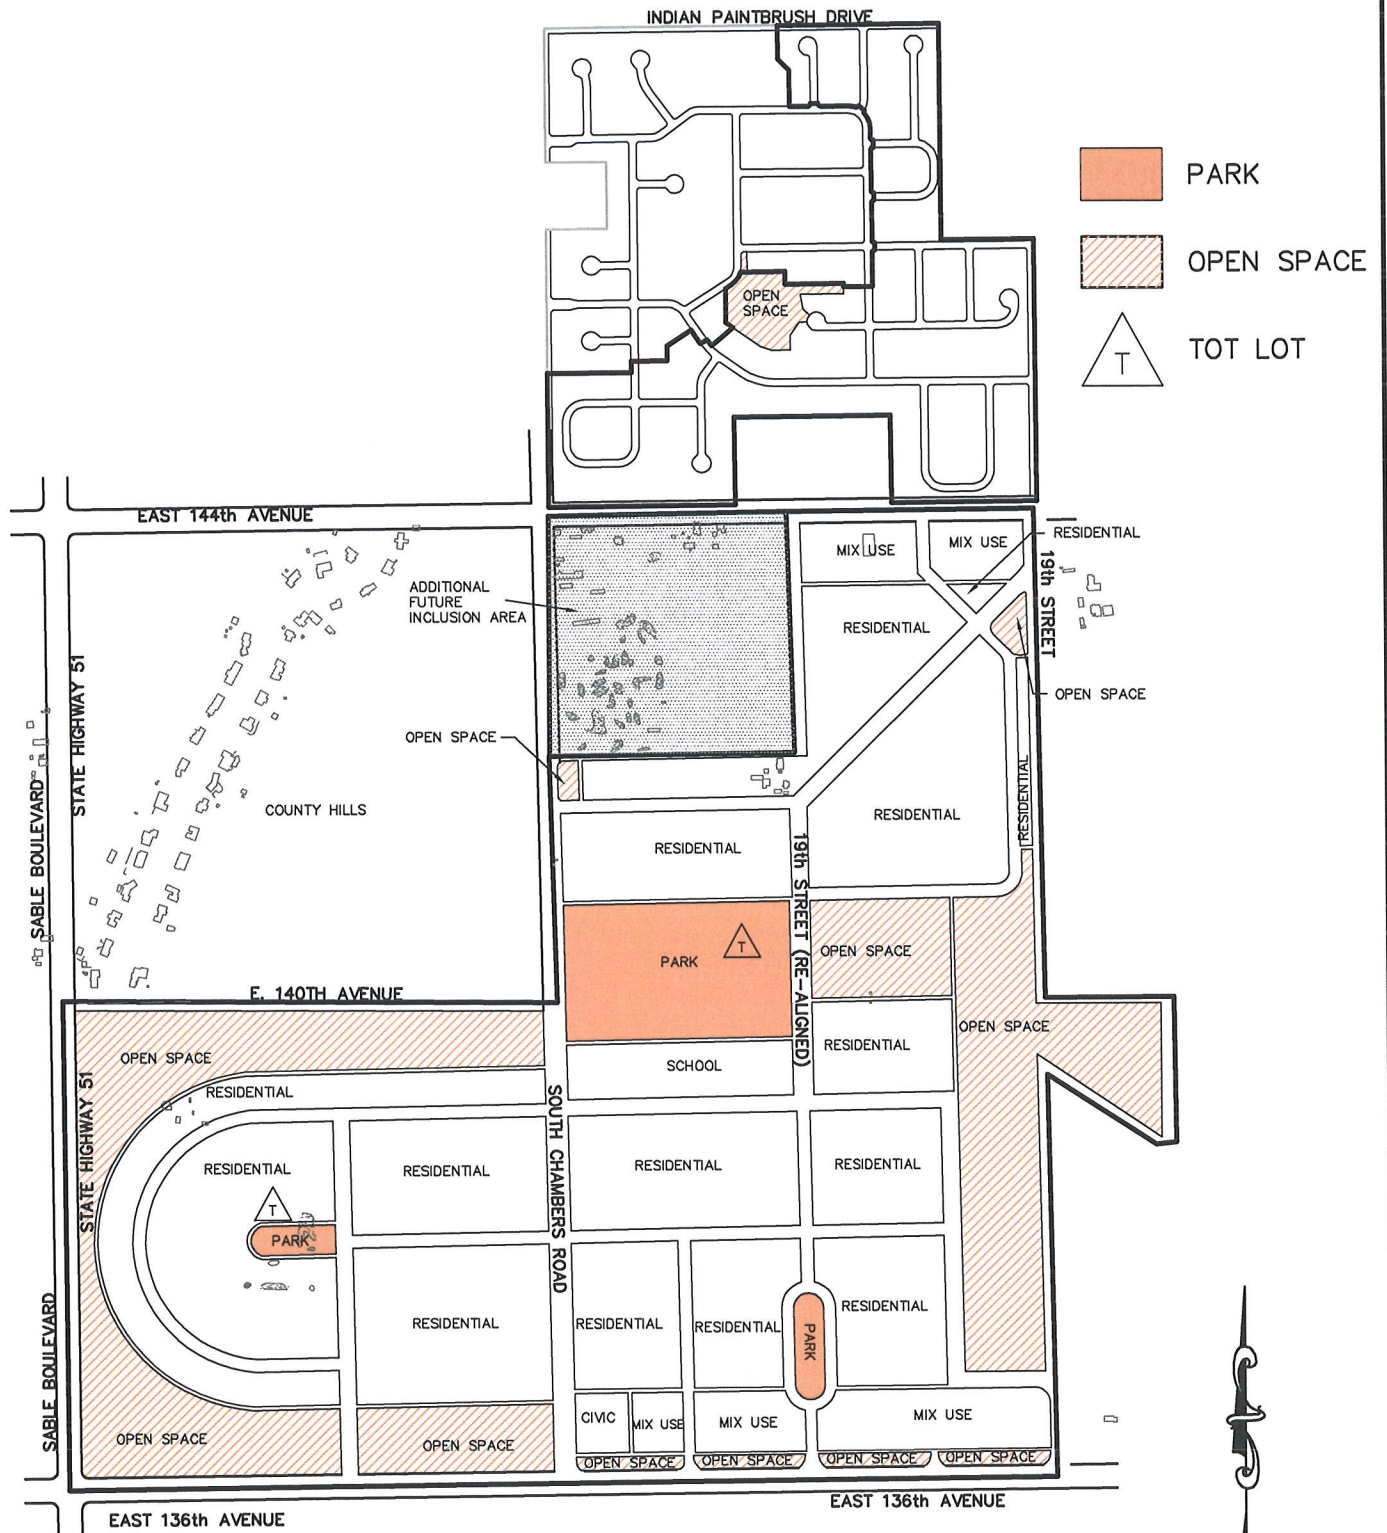 INDIAN PAINTBRUSH DRIVE
PARK
OPEN SPACE
T
TOT LOT
OPEN
SPACE
EAST 144th AVENUE
MIX USE
MIX USE
RESIDENTIAL
19th STREET
ADDITIONAL
FUTURE
INCLUSION AREA
RESIDENTIAL
STATE HIGHWAY 51
OPEN SPACE
OPEN SPACE
SABLE BOULEVARD
COUNTY HILLS
RESIDENTIAL
RESIDENTIAL
RESIDENTIAL
19th STREET (RE-ALIGNED)
T
PARK
OPEN SPACE
E. 140TH AVENUE
OPEN SPACE
OPEN SPACE
RESIDENTIAL
SCHOOL
RESIDENTIAL
STATE HIGHWAY 51
SOUTH CHAMBERS ROAD
RESIDENTIAL
RESIDENTIAL
RESIDENTIAL
RESIDENTIAL
T
PARK
RESIDENTIAL
RESIDENTIAL
RESIDENTIAL
RESIDENTIAL
PARK
SABLE BOULEVARD
CIVIC
MIX USE
MIX USE
MIX USE
OPEN SPACE
OPEN SPACE
OPEN SPACE
OPEN SPACE
OPEN SPACE
OPEN SPACE
EAST 136th AVENUE
EAST 136th AVENUE